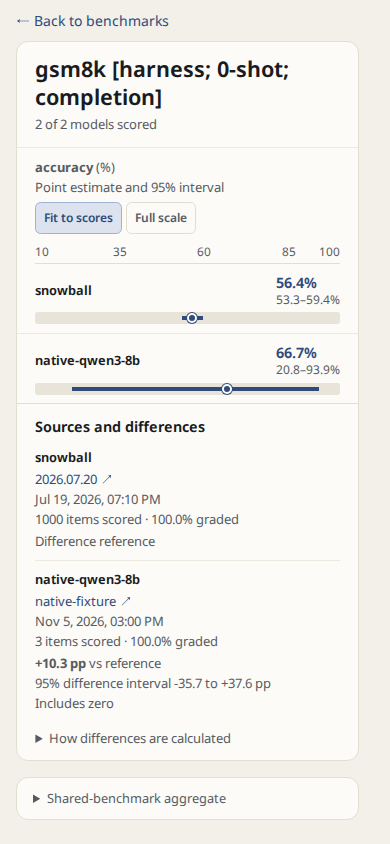 ← Back to benchmarks
gsm8k [harness; 0-shot;
completion]
2 of 2 models scored
accuracy (%)
Point estimate and 95% interval
Fit to scores Full scale
10 35 60 85 100
snowball
56.4%
53.3–59.4%
native-qwen3-8b
66.7%
20.8–93.9%
Sources and differences
snowball
2026.07.20 ↗
Jul 19, 2026, 07:10 PM
1000 items scored · 100.0% graded
Difference reference
native-qwen3-8b
native-fixture ↗
Nov 5, 2026, 03:00 PM
3 items scored · 100.0% graded
+10.3 pp vs reference
95% difference interval -35.7 to +37.6 pp
Includes zero
▶ How differences are calculated
▶ Shared-benchmark aggregate